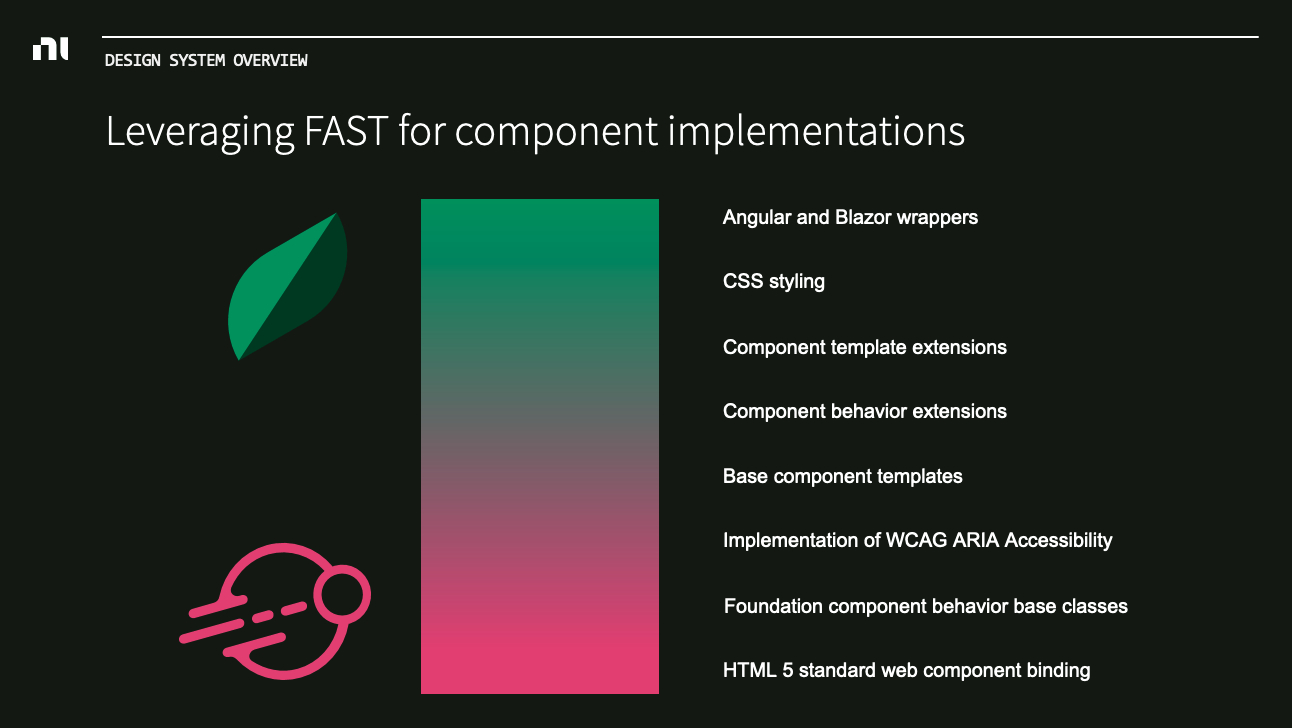 ni
DESIGN SYSTEM OVERVIEW
Leveraging FAST for component implementations
Angular and Blazor wrappers
CSS styling
Component template extensions
Component behavior extensions
Base component templates
Implementation of WCAG ARIA Accessibility
Foundation component behavior base classes
HTML 5 standard web component binding